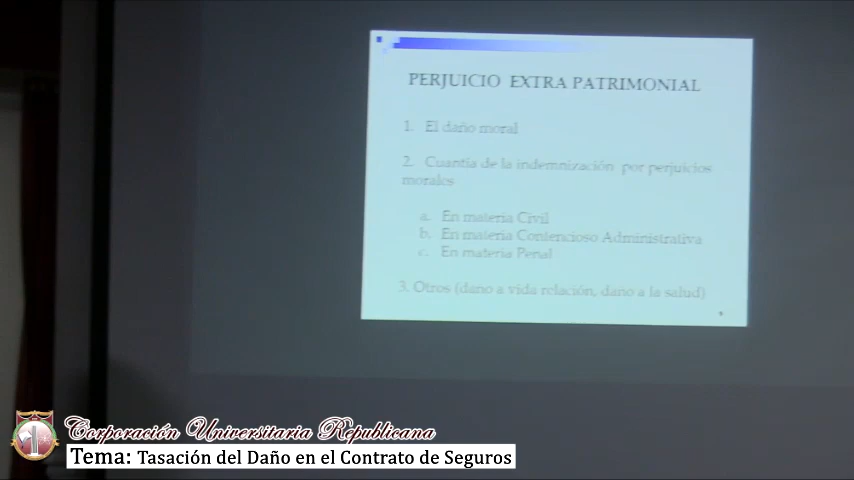 PERJUICIO EXTRA PATRIMONIAL
1. El daño moral
2. Cuantía de la indemnización por perjuicios
morales
a. En materia Civil
b. En materia Contencioso Administrativa
c. En materia Penal
3. Otros (daño a vida relación, daño a la salud)
Corporación Universitaria Republicana
Tema: Tasación del Daño en el Contrato de Seguros